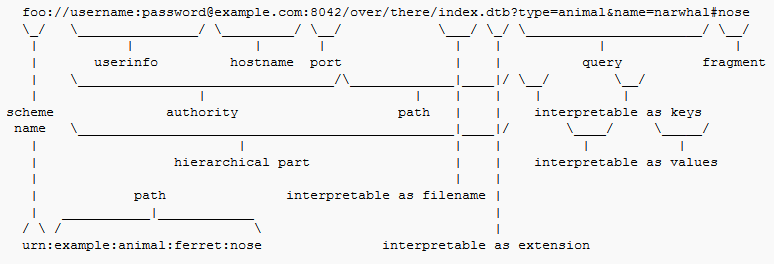 foo://username:password@example.com:8042/over/there/index.dtb?type=animal&name=narwhal#nose
userinfo hostname port query fragment
scheme authority path interpretable as keys
name
hierarchical part interpretable as values
path interpretable as filename
urn:example:animal:ferret:nose interpretable as extension